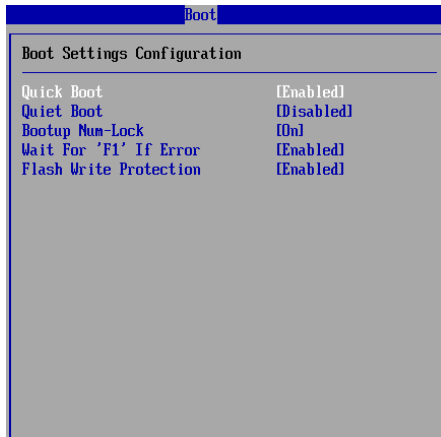 Boot
Boot Settings Configuration
Quick Boot [Enabled]
Quiet Boot [Disabled]
Bootup Num-Lock [On]
Wait For 'F1' If Error [Enabled]
Flash Write Protection [Enabled]